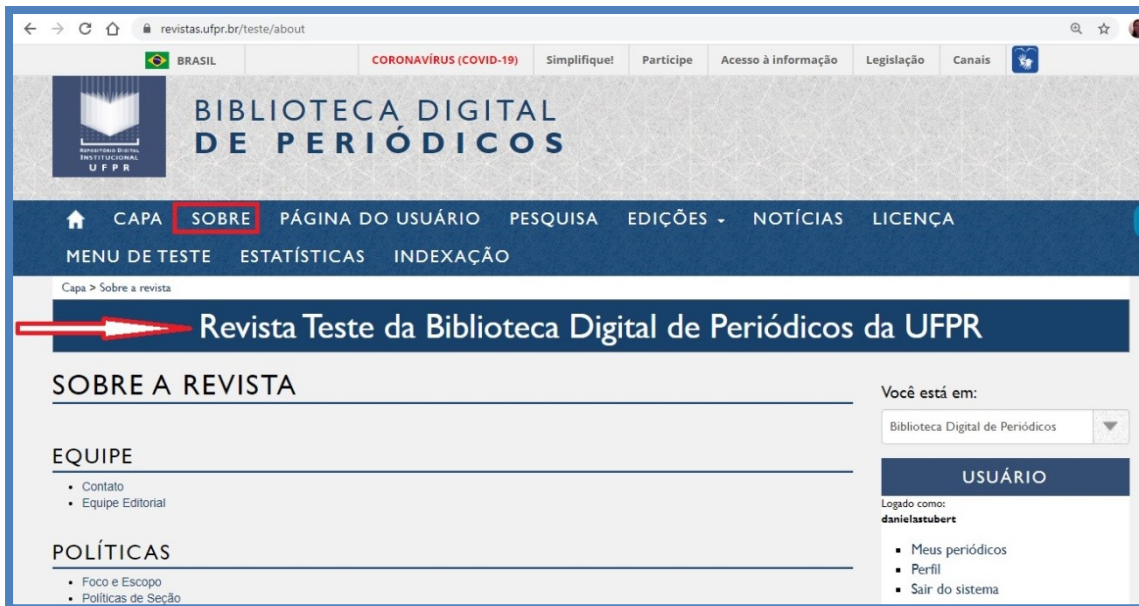 revistas.ufpr.br/teste/about
BRASIL CORONAVÍRUS (COVID-19) Simplifique! Participe Acesso à informação Legislação Canais
REPOSITÓRIO DIGITAL
INSTITUCIONAL
UFPR
BIBLIOTECA DIGITAL
DE PERIÓDICOS
CAPA SOBRE PÁGINA DO USUÁRIO PESQUISA EDIÇÕES NOTÍCIAS LICENÇA
MENU DE TESTE ESTATÍSTICAS INDEXAÇÃO
Capa > Sobre a revista
Revista Teste da Biblioteca Digital de Periódicos da UFPR
SOBRE A REVISTA
EQUIPE
• Contato
• Equipe Editorial
POLÍTICAS
• Foco e Escopo
• Políticas de Seção
Você está em:
Biblioteca Digital de Periódicos
USUÁRIO
Logado como:
danielastubert
▪ Meus periódicos
▪ Perfil
▪ Sair do sistema